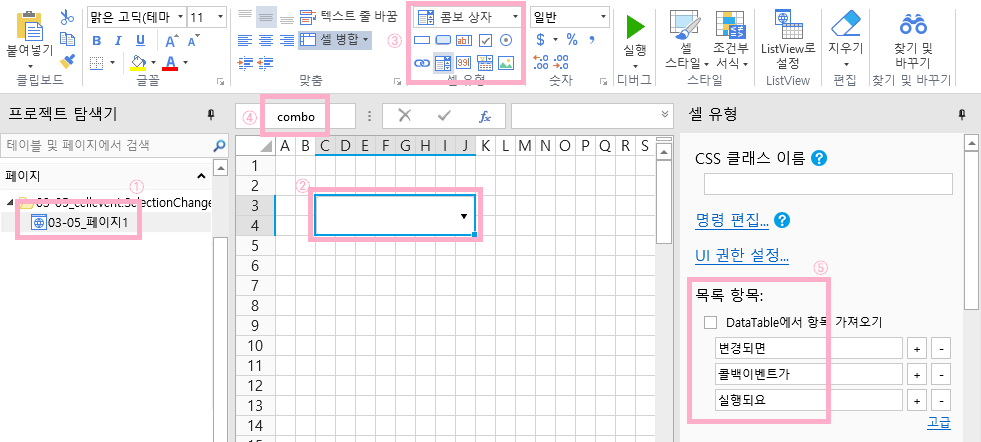 맑은 고딕(테마 11
텍스트 줄 바꿈
콤보 상자
일반
붙여넣기
가
B I U A A A
③
셀 병합
ab|
$ % ,
실행
셀
스타일
조건부
서식
ListView로
설정
지우기
찾기 및
바꾸기
클립보드
글꼴
맞춤
셀 유형
숫자
디버그
스타일
ListView
편집
찾기 및 바꾸기
프로젝트 탐색기
④ combo
fx
셀 유형
테이블 및 페이지에서 검색
A B C D E F G H I J K L M N O P Q R S
페이지
①
03-05_cellevent.SelectionChange
03-05_페이지1
②
1
2
3
4
5
6
7
8
9
10
11
12
13
14
15
CSS 클래스 이름 ?
명령 편집... ?
UI 권한 설정...
⑤
목록 항목:
DataTable에서 항목 가져오기
변경되면 + -
콜백이벤트가 + -
실행되요 + -
고급